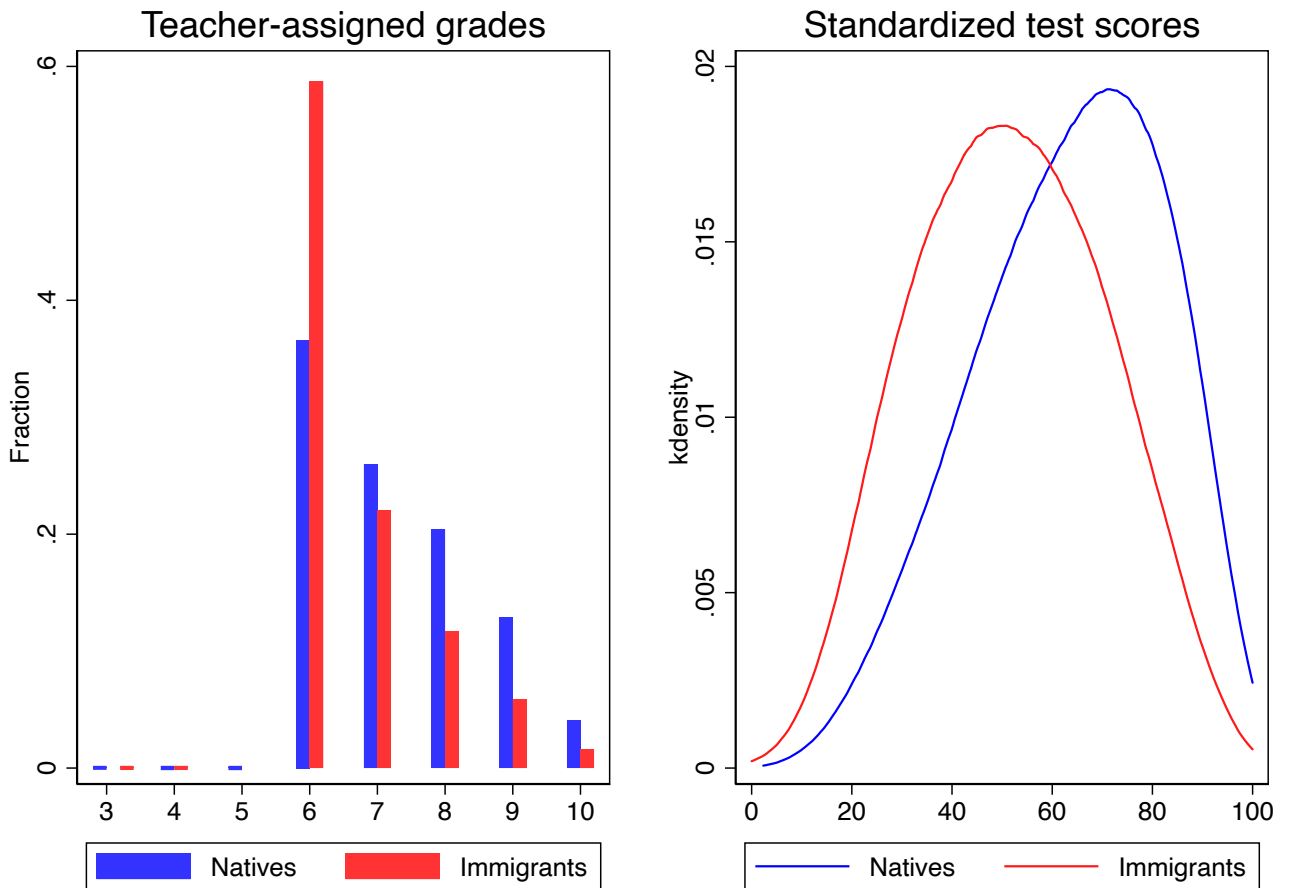 Teacher-assigned grades
Fraction
.6
.4
.2
0
3 4 5 6 7 8 9 10
Natives Immigrants
Standardized test scores
kdensity
.02
.015
.01
.005
0
0 20 40 60 80 100
Natives Immigrants